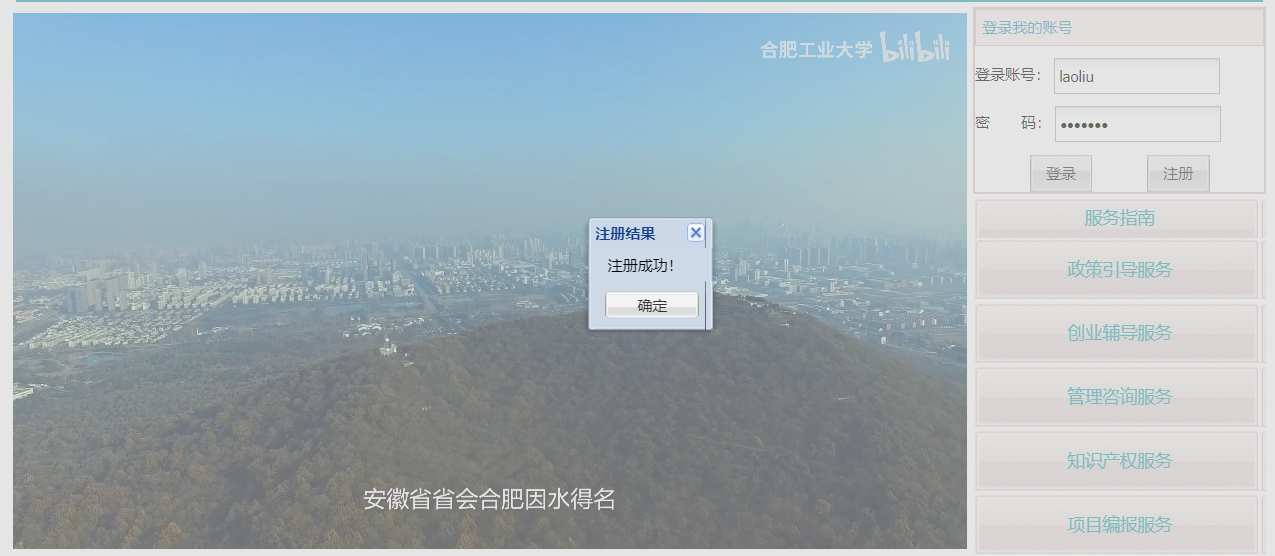 合肥工业大学 bilibili
注册结果
注册成功！
确定
安徽省省会合肥因水得名
登录我的账号
登录账号： laoliu
密 码： •••••••
登录 注册
服务指南
政策引导服务
创业辅导服务
管理咨询服务
知识产权服务
项目编报服务